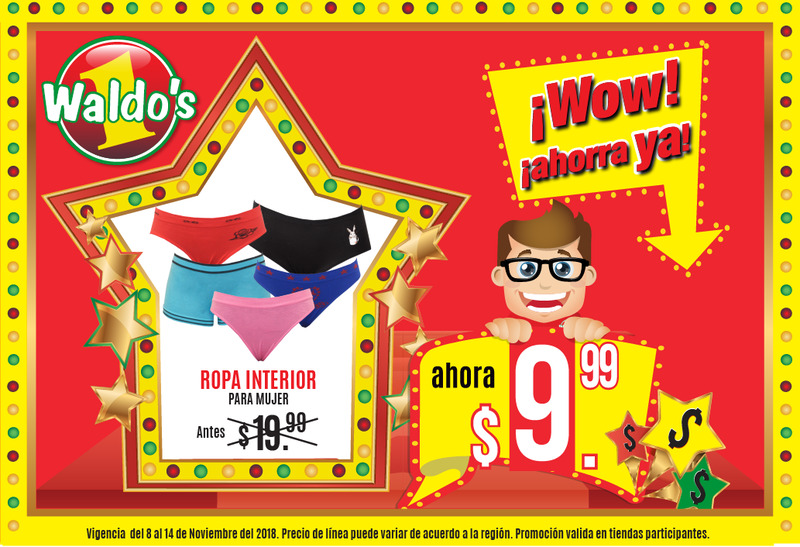 1
Waldo's
¡Wow!
¡ahorra ya!
ROPA INTERIOR
PARA MUJER
Antes $19.99
ahora $9.99
$
$
$
Vigencia del 8 al 14 de Noviembre del 2018. Precio de línea puede variar de acuerdo a la región. Promoción valida en tiendas participantes.